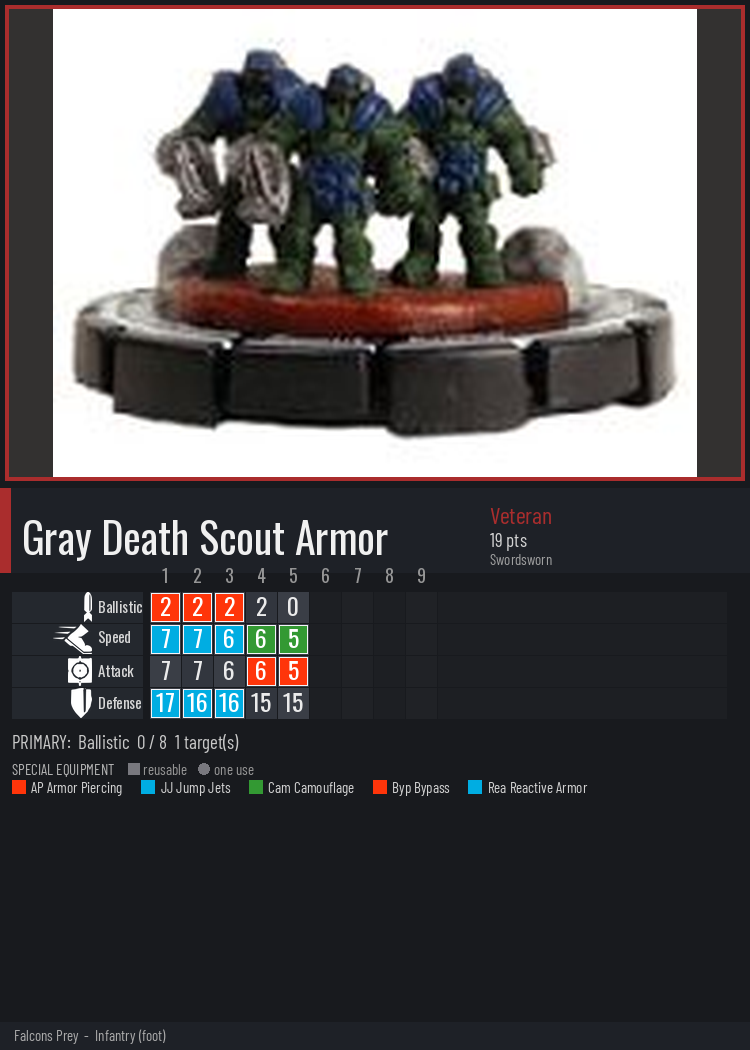 Gray Death Scout Armor
Veteran
19 pts
Swordsworn
1 2 3 4 5 6 7 8 9
Ballistic 2 2 2 2 0
Speed 7 7 6 6 5
Attack 7 7 6 6 5
Defense 17 16 16 15 15
PRIMARY: Ballistic 0 / 8 1 target(s)
SPECIAL EQUIPMENT reusable one use
AP Armor Piercing JJ Jump Jets Cam Camouflage Byp Bypass Rea Reactive Armor
Falcons Prey - Infantry (foot)